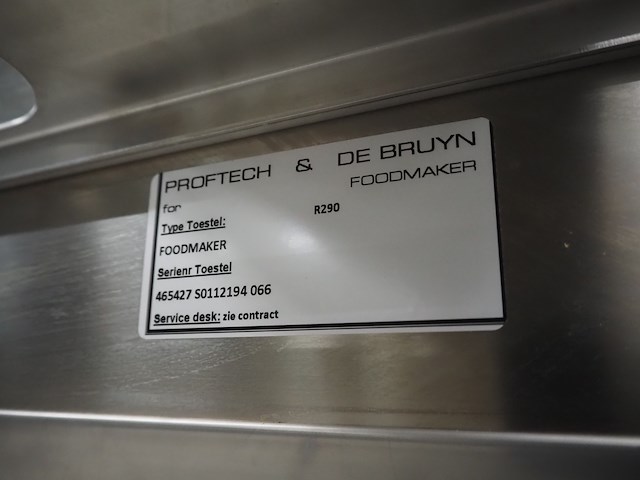 PROFTECH & DE BRUYN
for FOODMAKER
Type Toestel: R290
FOODMAKER
Serienr Toestel
465427 S0112194 066
Service desk: zie contract